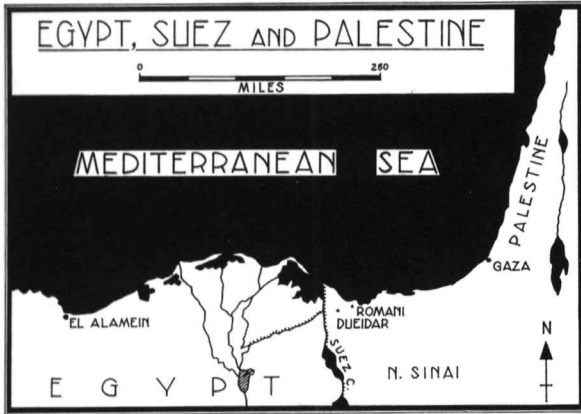 EGYPT, SUEZ AND PALESTINE
0 250
MILES
MEDITERRANEAN SEA
PALESTINE
GAZA
EL ALAMEIN
ROMANI
DUEIDAR
SUEZ C.
N
N. SINAI
EGYPT